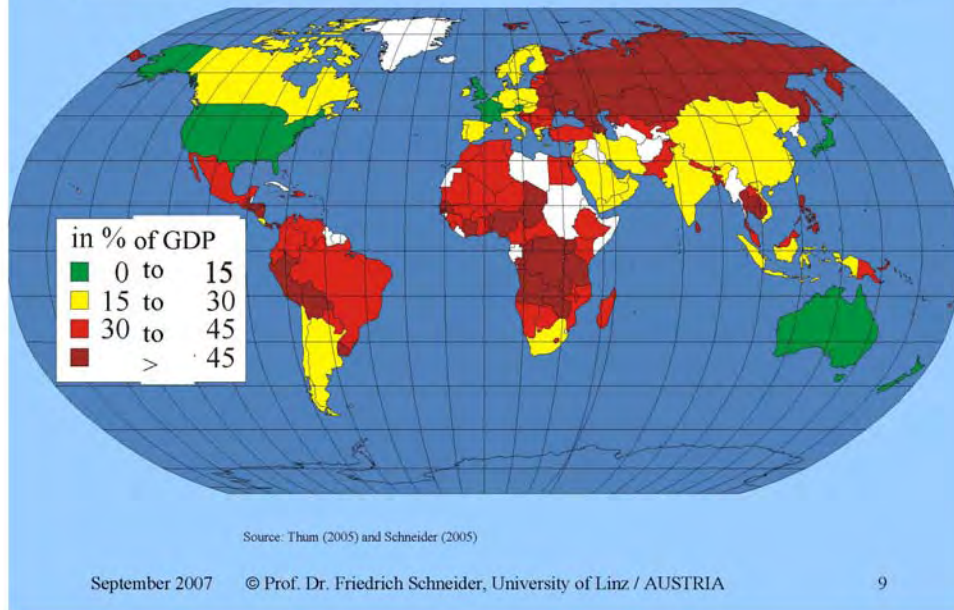 in % of GDP
0 to 15
15 to 30
30 to 45
> 45
Source: Thum (2005) and Schneider (2005)
September 2007 © Prof. Dr. Friedrich Schneider, University of Linz / AUSTRIA 9